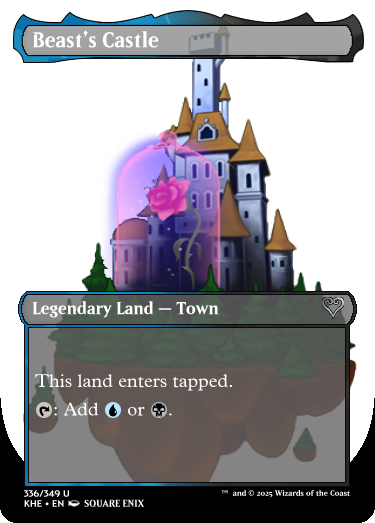 Beast's Castle
Legendary Land — Town
This land enters tapped.
: Add or .
336/349 U
KHE • EN SQUARE ENIX
™ and © 2025 Wizards of the Coast